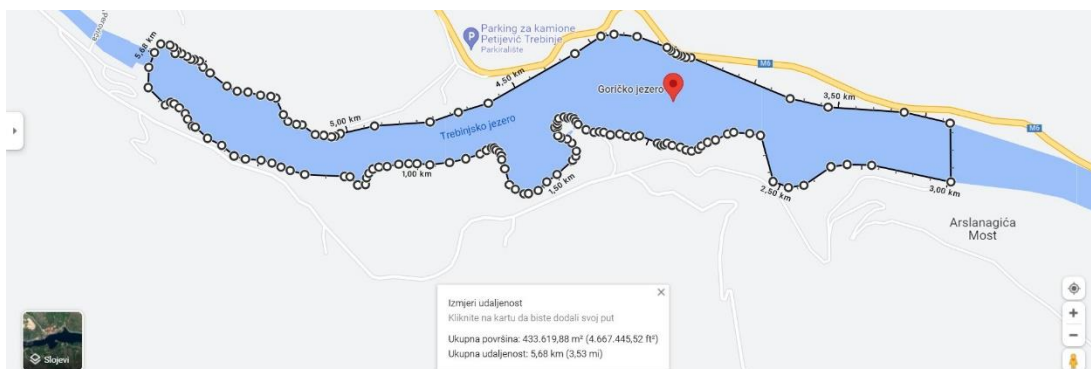 Parking za kamione
Petijević Trebinje
Parkiralište
P
M6
5,68 km
4,50 km
Goričko jezero
3,50 km
5,00 km
Trebinjsko jezero
M6
1,00 km
1,50 km
2,50 km
3,00 km
Arslanagića
Most
Izmjeri udaljenost
Kliknite na kartu da biste dodali svoj put
Ukupna površina: 433.619,88 m² (4.667.445,52 ft²)
Ukupna udaljenost: 5,68 km (3,53 mi)
Slojevi